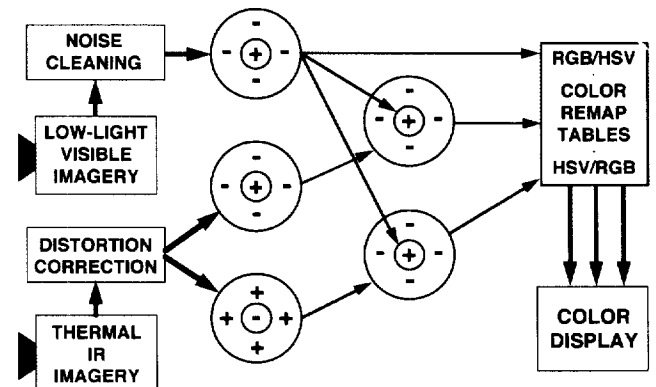 NOISE
CLEANING
LOW-LIGHT
VISIBLE
IMAGERY
DISTORTION
CORRECTION
THERMAL
IR
IMAGERY
- + -
-
-
- + -
-
-
+
+ - +
+
-
- + -
-
-
- + -
-
RGB/HSV
COLOR
REMAP
TABLES
HSV/RGB
COLOR
DISPLAY